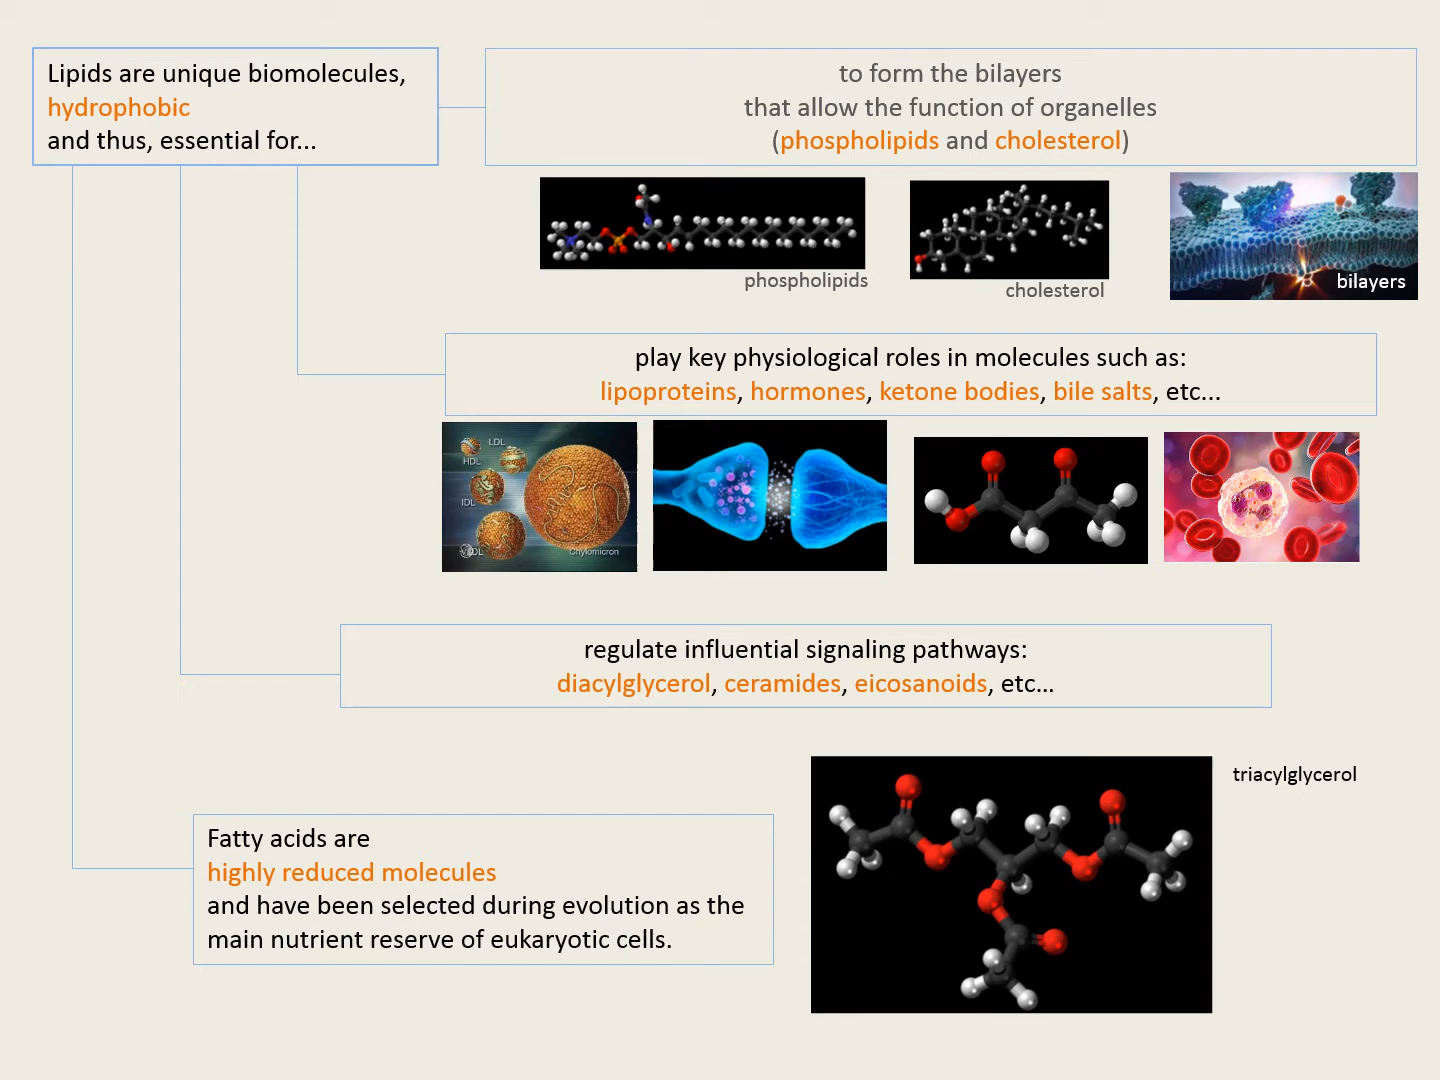 Lipids are unique biomolecules,
hydrophobic
and thus, essential for...
to form the bilayers
that allow the function of organelles
(phospholipids and cholesterol)
phospholipids
cholesterol
bilayers
play key physiological roles in molecules such as:
lipoproteins, hormones, ketone bodies, bile salts, etc...
LDL
HDL
IDL
VLDL
Chylomicron
regulate influential signaling pathways:
diacylglycerol, ceramides, eicosanoids, etc...
triacylglycerol
Fatty acids are
highly reduced molecules
and have been selected during evolution as the
main nutrient reserve of eukaryotic cells.